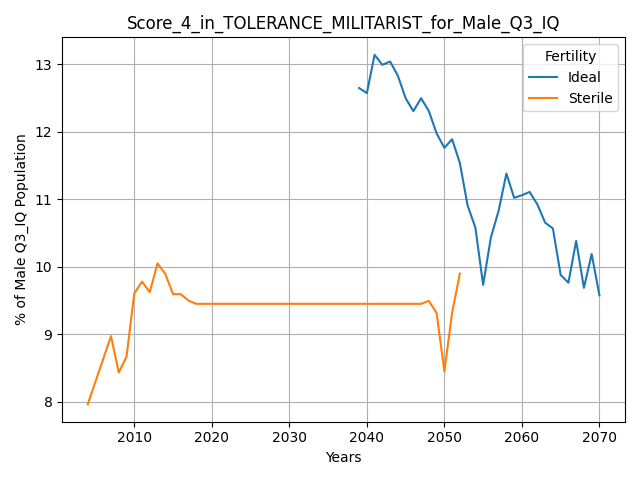 Score_4_in_TOLERANCE_MILITARIST_for_Male_Q3_IQ
% of Male Q3_IQ Population
13
12
11
10
9
8
Fertility
Ideal
Sterile
2010 2020 2030 2040 2050 2060 2070
Years